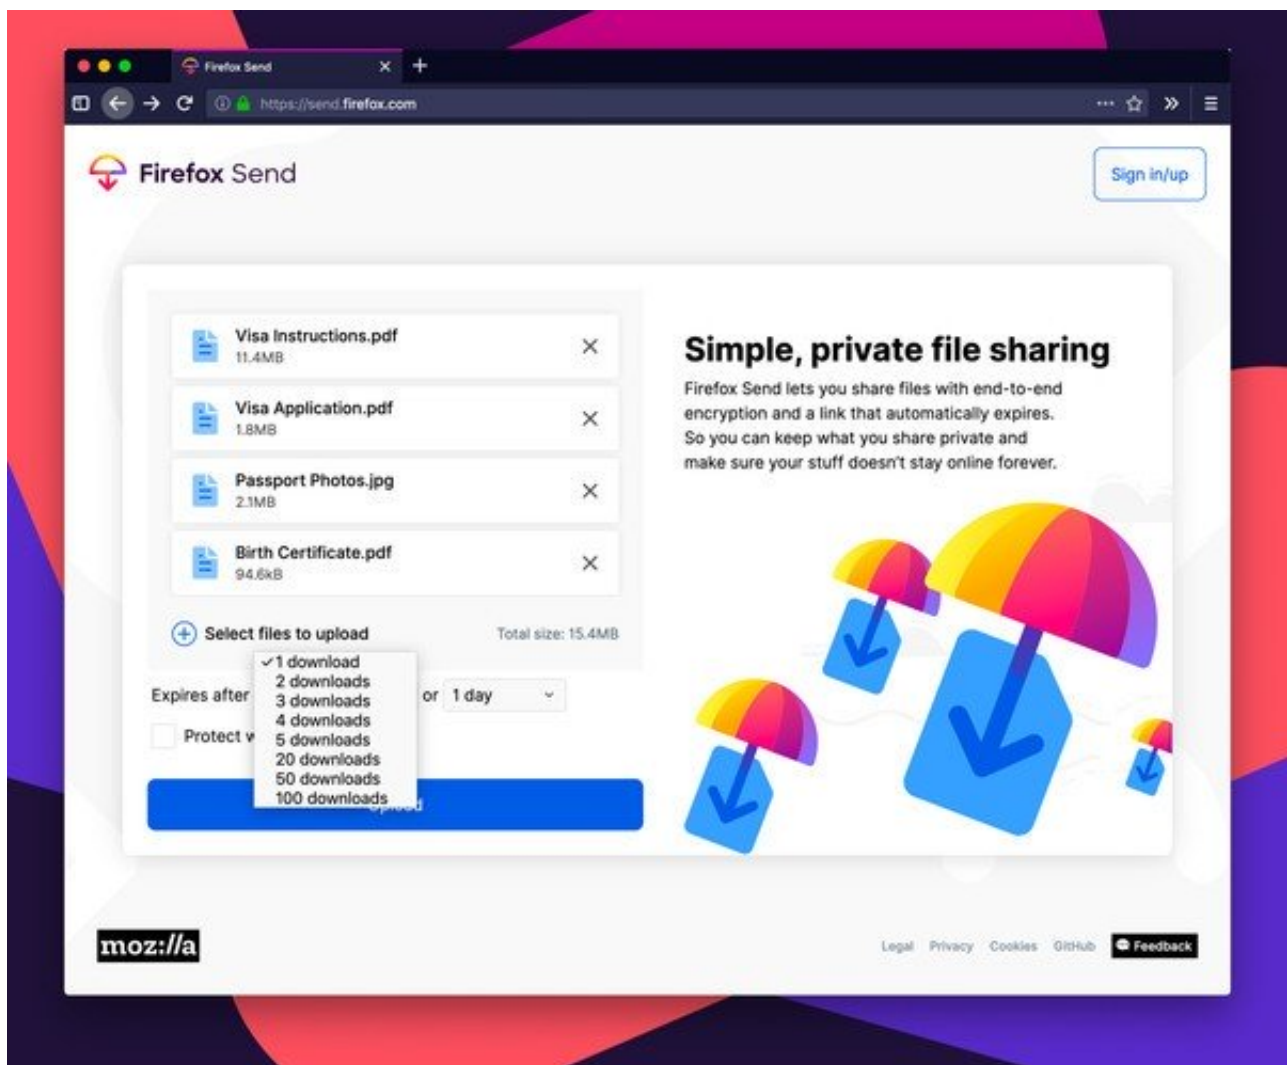 Firefox Send
https://send.firefox.com
Firefox Send
Sign in/up
Visa Instructions.pdf
11.4MB
Visa Application.pdf
1.8MB
Passport Photos.jpg
2.1MB
Birth Certificate.pdf
94.6kB
Select files to upload
Total size: 15.4MB
1 download
2 downloads
3 downloads
4 downloads
5 downloads
20 downloads
50 downloads
100 downloads
Expires after
or 1 day
Protect
Simple, private file sharing
Firefox Send lets you share files with end-to-end
encryption and a link that automatically expires.
So you can keep what you share private and
make sure your stuff doesn't stay online forever.
moz://a
Legal Privacy Cookies GitHub Feedback